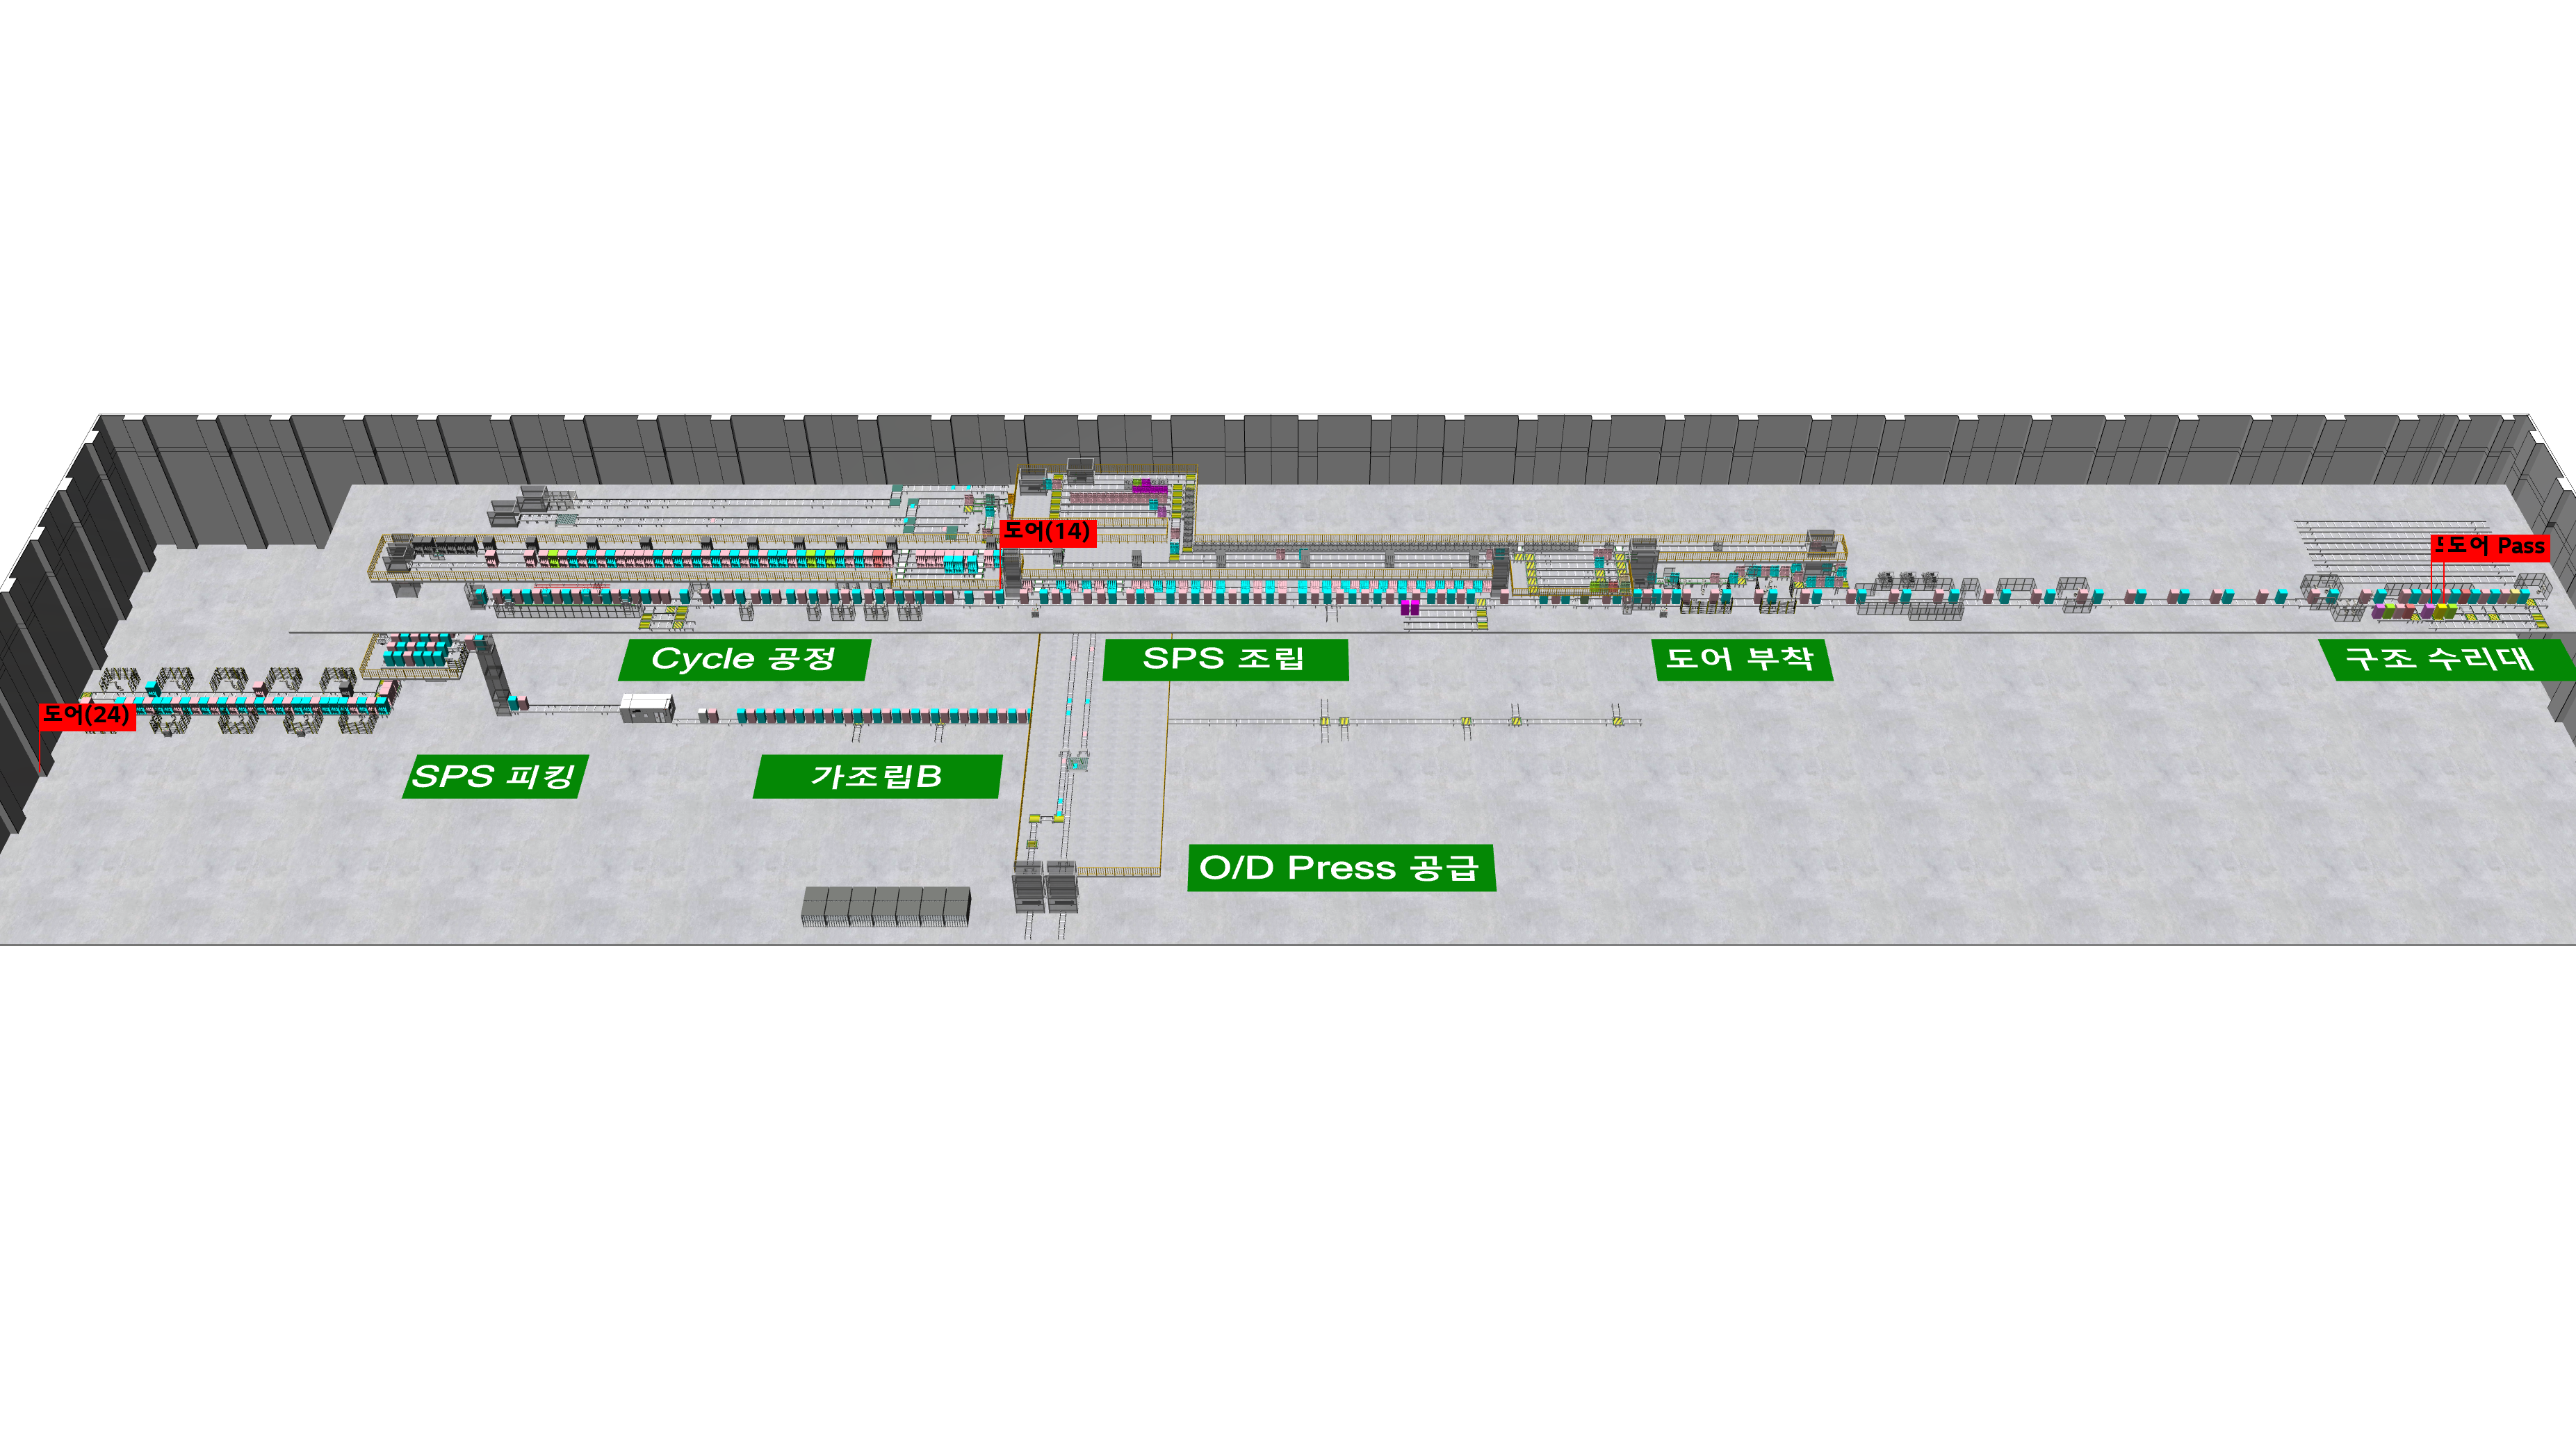 도어(14)
도어 Pass
Cycle 공정
SPS 조립
도어 부착
구조 수리대
도어(24)
SPS 피킹
가조립B
O/D Press 공급